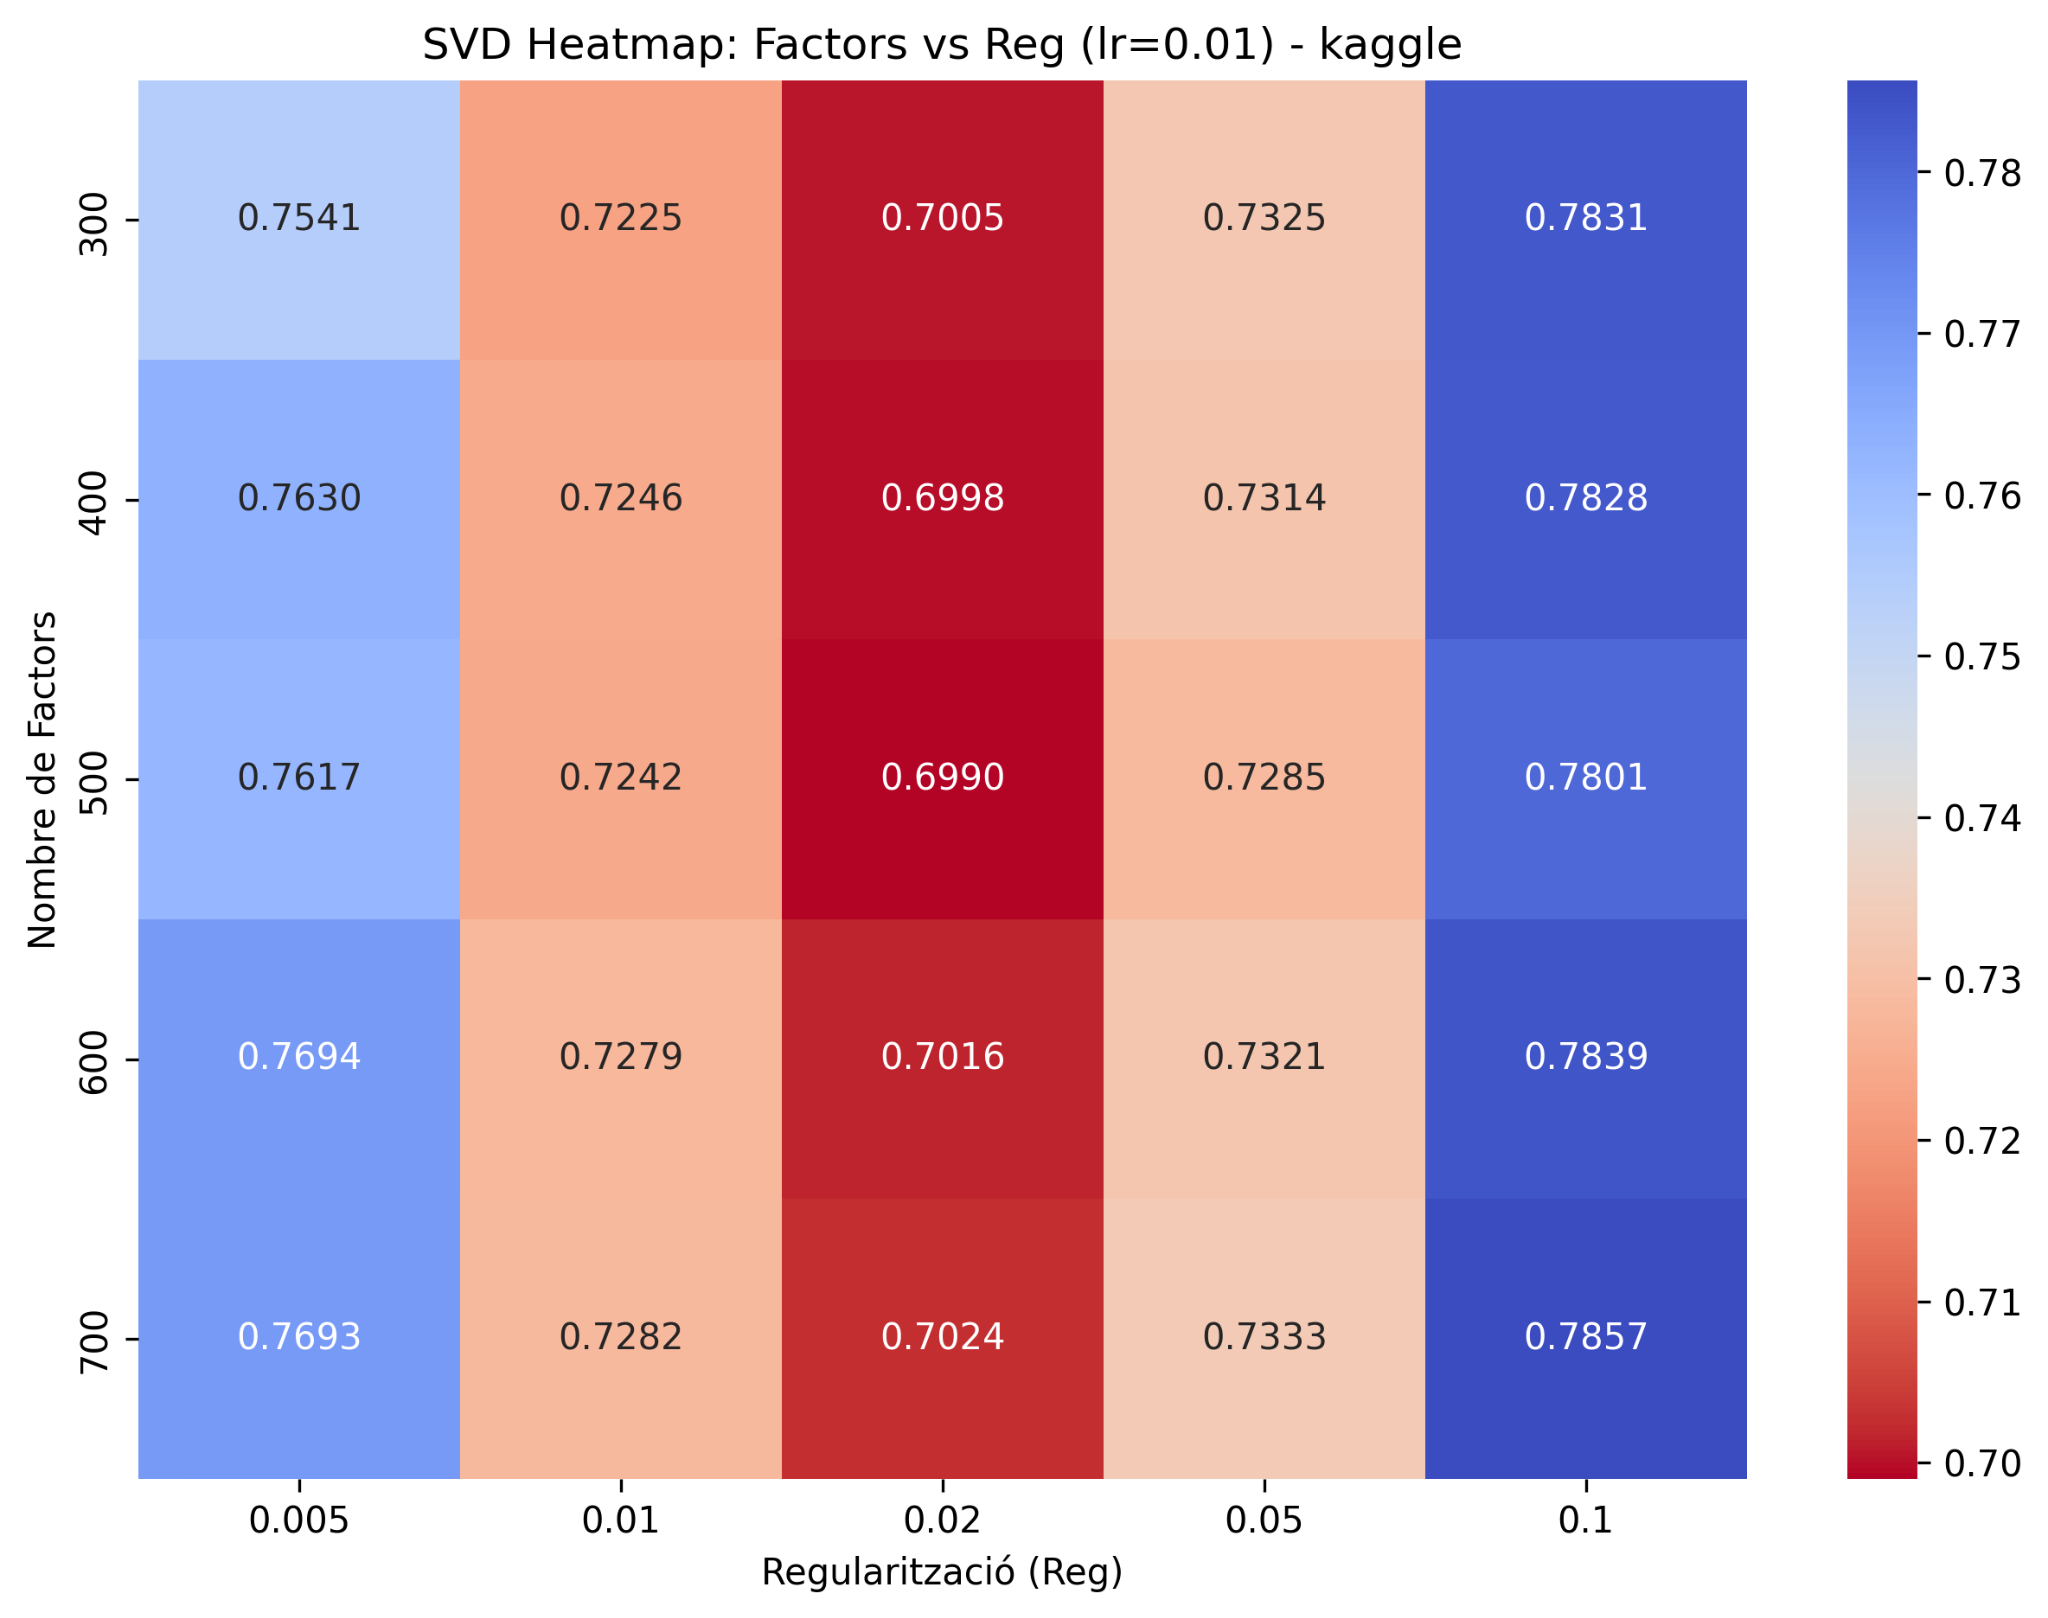 SVD Heatmap: Factors vs Reg (lr=0.01) - kaggle
Nombre de Factors
300 0.7541 0.7225 0.7005 0.7325 0.7831
400 0.7630 0.7246 0.6998 0.7314 0.7828
500 0.7617 0.7242 0.6990 0.7285 0.7801
600 0.7694 0.7279 0.7016 0.7321 0.7839
700 0.7693 0.7282 0.7024 0.7333 0.7857
0.005 0.01 0.02 0.05 0.1
Regularització (Reg)
0.78
0.77
0.76
0.75
0.74
0.73
0.72
0.71
0.70